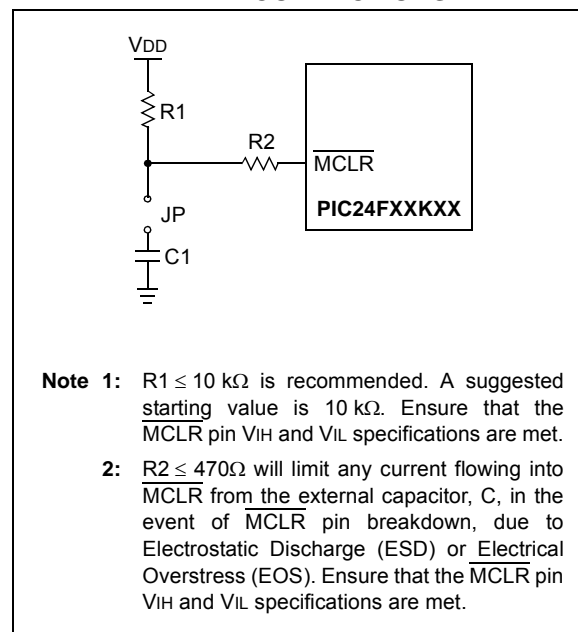 VDD
R1
R2
MCLR
PIC24FXXKXX
JP
C1
Note 1: R1 ≤ 10 kΩ is recommended. A suggested
starting value is 10 kΩ. Ensure that the
MCLR pin VIH and VIL specifications are met.
2: R2 ≤ 470Ω will limit any current flowing into
MCLR from the external capacitor, C, in the
event of MCLR pin breakdown, due to
Electrostatic Discharge (ESD) or Electrical
Overstress (EOS). Ensure that the MCLR pin
VIH and VIL specifications are met.